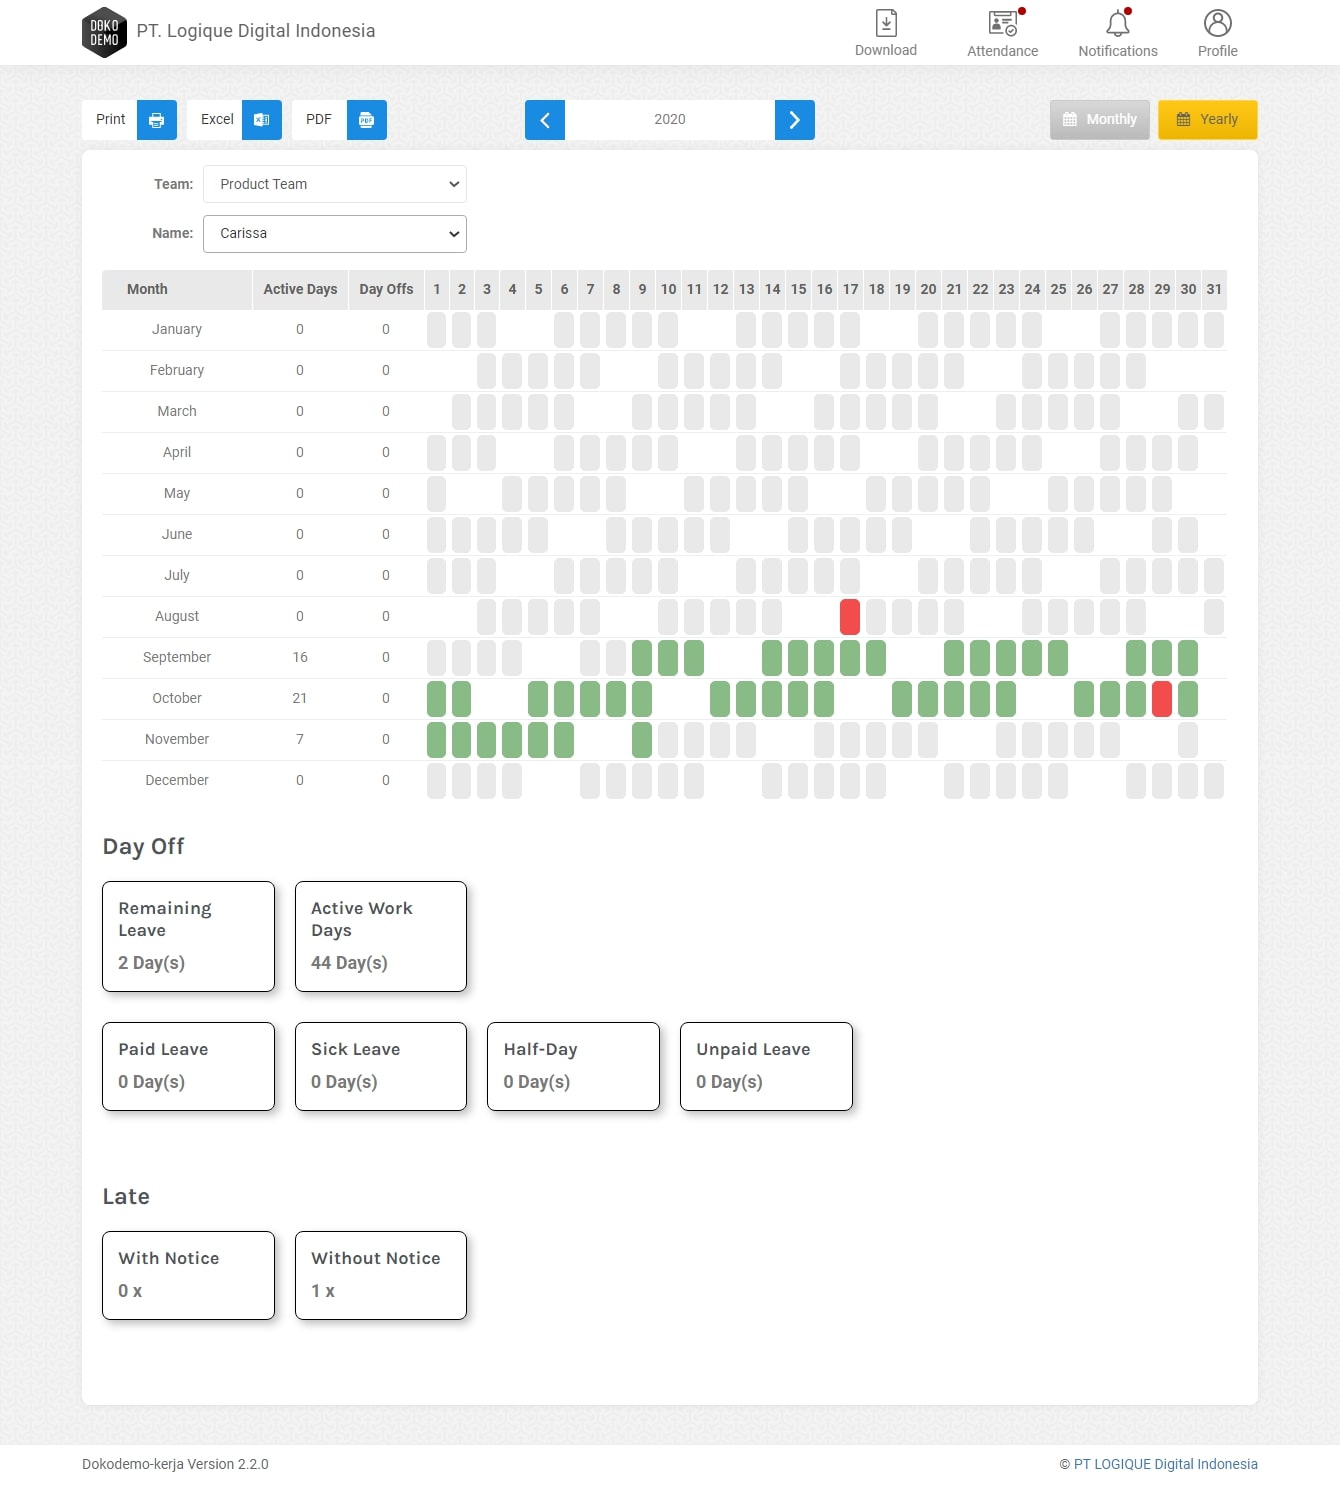 DOKO
DEMO
PT. Logique Digital Indonesia
Download
Attendance
Notifications
Profile
Print
Excel
PDF
PDF
2020
Monthly
Yearly
Team: Product Team
Name: Carissa
Month Active Days Day Offs 1 2 3 4 5 6 7 8 9 10 11 12 13 14 15 16 17 18 19 20 21 22 23 24 25 26 27 28 29 30 31
January 0 0
February 0 0
March 0 0
April 0 0
May 0 0
June 0 0
July 0 0
August 0 0
September 16 0
October 21 0
November 7 0
December 0 0
Day Off
Remaining
Leave
2 Day(s)
Active Work
Days
44 Day(s)
Paid Leave
0 Day(s)
Sick Leave
0 Day(s)
Half-Day
0 Day(s)
Unpaid Leave
0 Day(s)
Late
With Notice
0 x
Without Notice
1 x
Dokodemo-kerja Version 2.2.0
© PT LOGIQUE Digital Indonesia